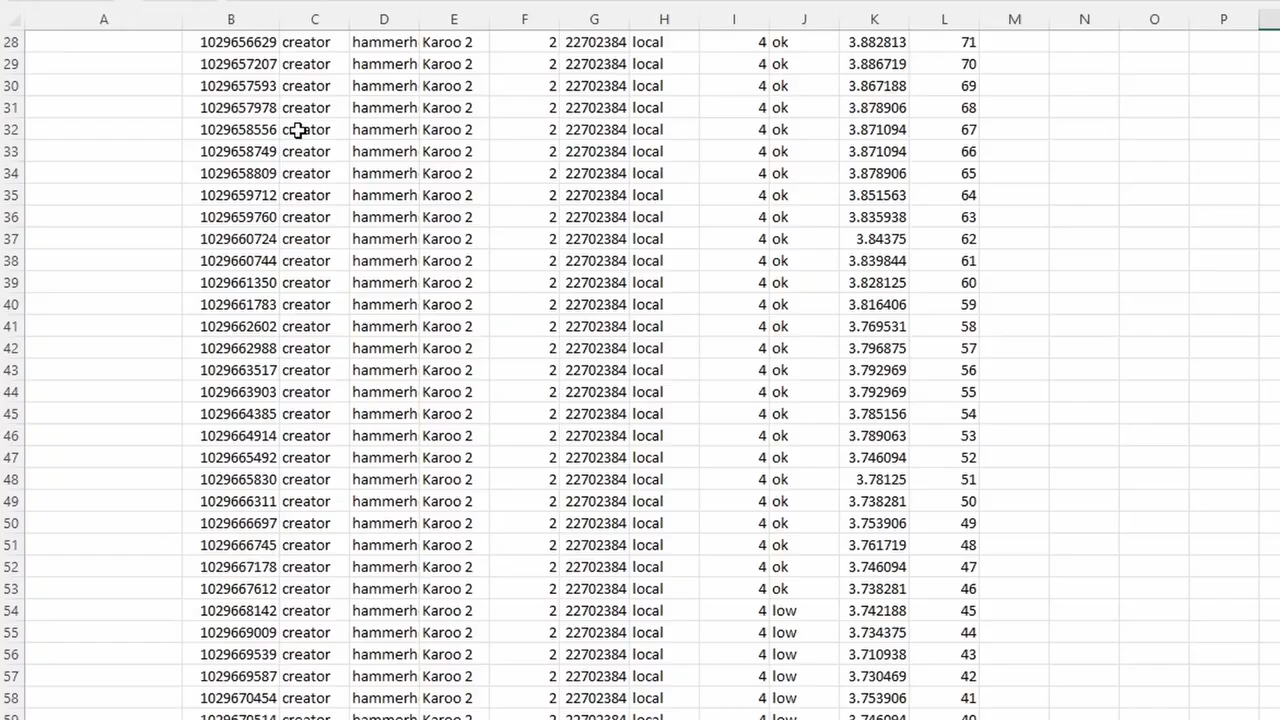 A B C D E F G H I J K L M N O P
28 1029656629 creator hammerh Karoo 2 2 22702384 local 4 ok 3.882813 71
29 1029657207 creator hammerh Karoo 2 2 22702384 local 4 ok 3.886719 70
30 1029657593 creator hammerh Karoo 2 2 22702384 local 4 ok 3.867188 69
31 1029657978 creator hammerh Karoo 2 2 22702384 local 4 ok 3.878906 68
32 1029658556 creator hammerh Karoo 2 2 22702384 local 4 ok 3.871094 67
33 1029658749 creator hammerh Karoo 2 2 22702384 local 4 ok 3.871094 66
34 1029658809 creator hammerh Karoo 2 2 22702384 local 4 ok 3.878906 65
35 1029659712 creator hammerh Karoo 2 2 22702384 local 4 ok 3.851563 64
36 1029659760 creator hammerh Karoo 2 2 22702384 local 4 ok 3.835938 63
37 1029660724 creator hammerh Karoo 2 2 22702384 local 4 ok 3.84375 62
38 1029660744 creator hammerh Karoo 2 2 22702384 local 4 ok 3.839844 61
39 1029661350 creator hammerh Karoo 2 2 22702384 local 4 ok 3.828125 60
40 1029661783 creator hammerh Karoo 2 2 22702384 local 4 ok 3.816406 59
41 1029662602 creator hammerh Karoo 2 2 22702384 local 4 ok 3.769531 58
42 1029662988 creator hammerh Karoo 2 2 22702384 local 4 ok 3.796875 57
43 1029663517 creator hammerh Karoo 2 2 22702384 local 4 ok 3.792969 56
44 1029663903 creator hammerh Karoo 2 2 22702384 local 4 ok 3.792969 55
45 1029664385 creator hammerh Karoo 2 2 22702384 local 4 ok 3.785156 54
46 1029664914 creator hammerh Karoo 2 2 22702384 local 4 ok 3.789063 53
47 1029665492 creator hammerh Karoo 2 2 22702384 local 4 ok 3.746094 52
48 1029665830 creator hammerh Karoo 2 2 22702384 local 4 ok 3.78125 51
49 1029666311 creator hammerh Karoo 2 2 22702384 local 4 ok 3.738281 50
50 1029666697 creator hammerh Karoo 2 2 22702384 local 4 ok 3.753906 49
51 1029666745 creator hammerh Karoo 2 2 22702384 local 4 ok 3.761719 48
52 1029667178 creator hammerh Karoo 2 2 22702384 local 4 ok 3.746094 47
53 1029667612 creator hammerh Karoo 2 2 22702384 local 4 ok 3.738281 46
54 1029668142 creator hammerh Karoo 2 2 22702384 local 4 low 3.742188 45
55 1029669009 creator hammerh Karoo 2 2 22702384 local 4 low 3.734375 44
56 1029669539 creator hammerh Karoo 2 2 22702384 local 4 low 3.710938 43
57 1029669587 creator hammerh Karoo 2 2 22702384 local 4 low 3.730469 42
58 1029670454 creator hammerh Karoo 2 2 22702384 local 4 low 3.753906 41
59 1029670514 creator hammerh Karoo 2 2 22702384 local 4 low 3.746094 40